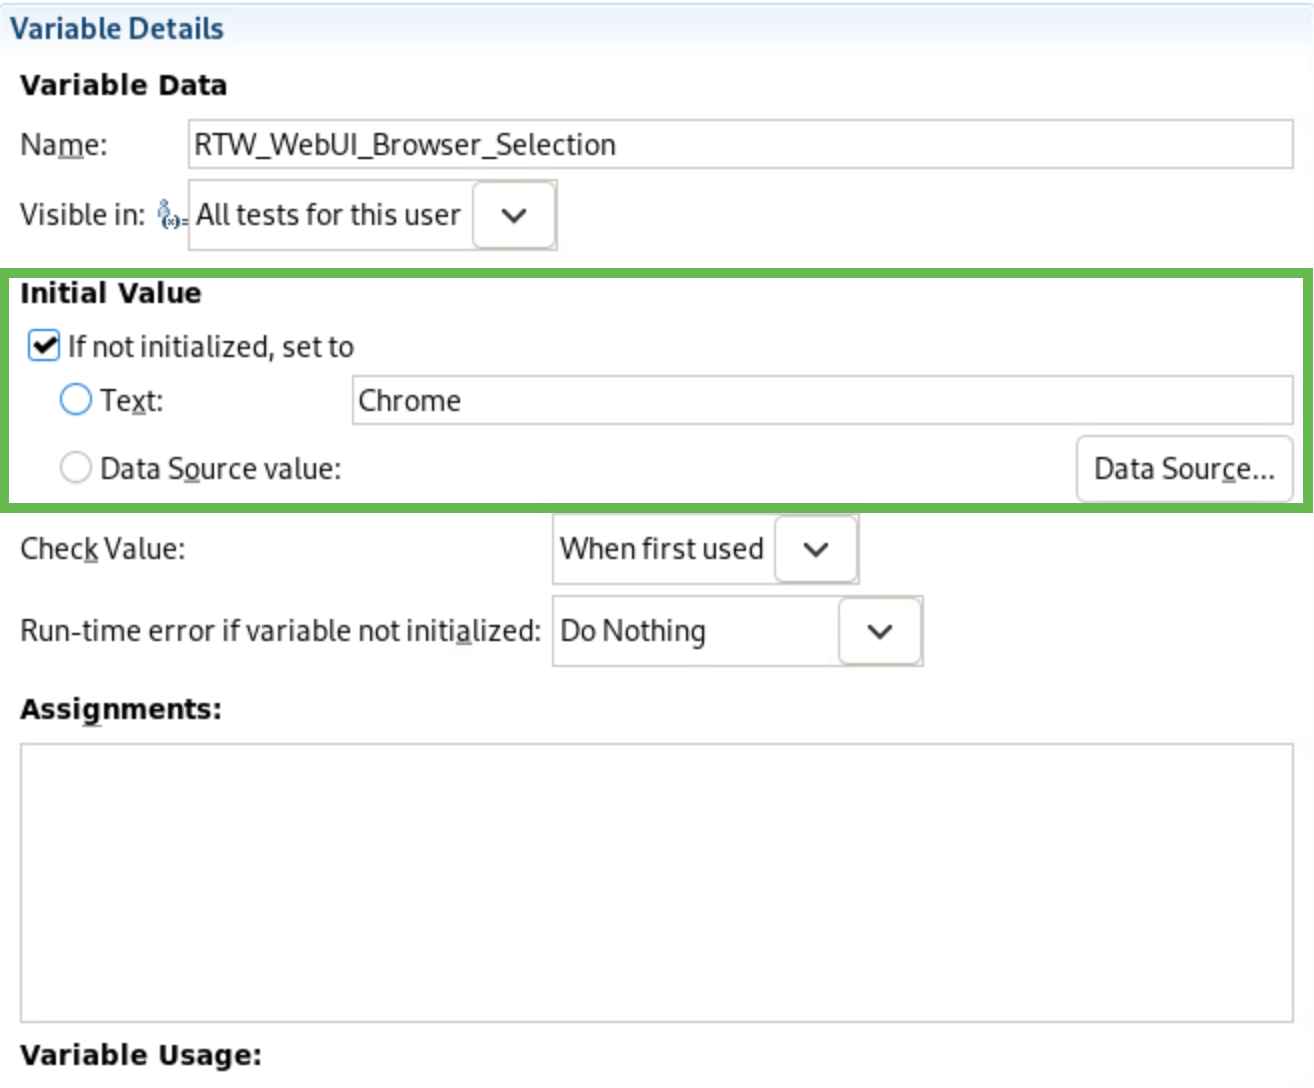 Variable Details
Variable Data
Name: RTW_WebUI_Browser_Selection
Visible in: (x)= All tests for this user
Initial Value
If not initialized, set to
Text: Chrome
Data Source value: Data Source...
Check Value: When first used
Run-time error if variable not initialized: Do Nothing
Assignments:
Variable Usage: